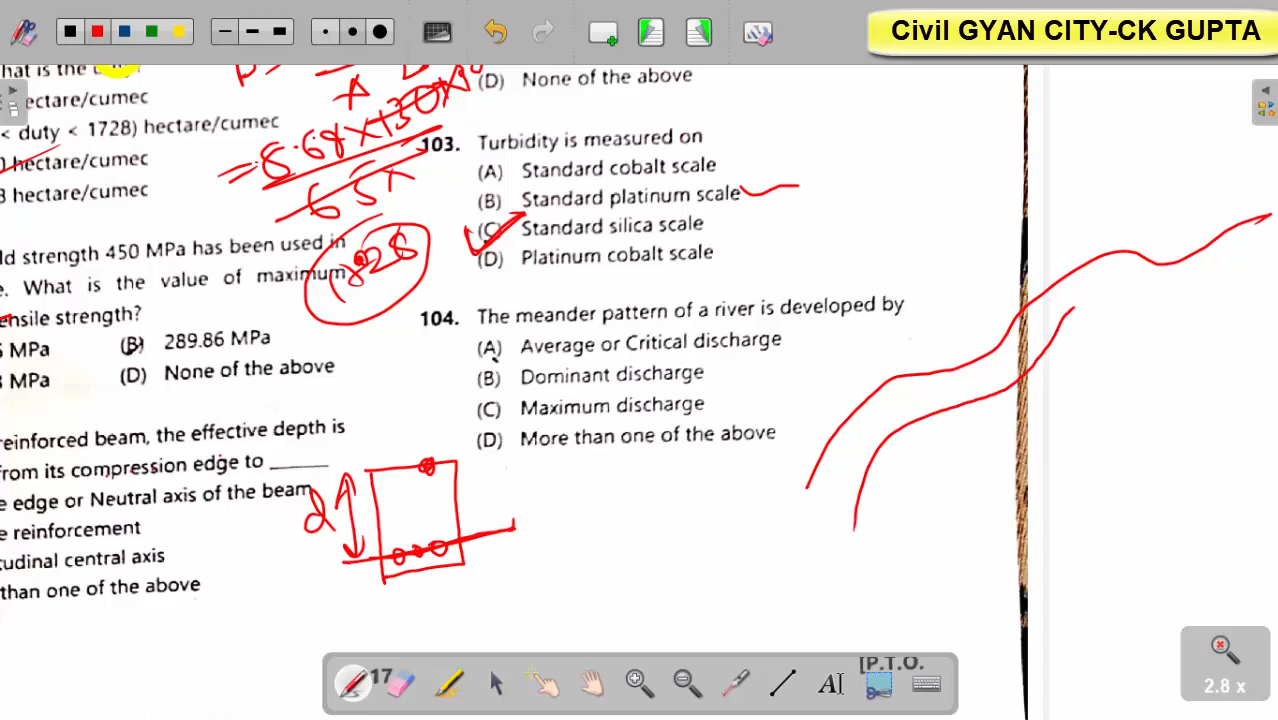 Civil GYAN CITY-CK GUPTA
hat is the
hectare/cumec
< duty < 1728) hectare/cumec
hectare/cumec
hectare/cumec
ld strength 450 MPa has been used in
e. What is the value of maximum
ensile strength?
MPa (B) 289.86 MPa
MPa (D) None of the above
reinforced beam, the effective depth is
from its compression edge to ______
e edge or Neutral axis of the beam
e reinforcement
tudinal central axis
than one of the above
= 8.68 X 130 X
65 X
d
(D) None of the above
103. Turbidity is measured on
(A) Standard cobalt scale
(B) Standard platinum scale
(C) Standard silica scale
(D) Platinum cobalt scale
104. The meander pattern of a river is developed by
(A) Average or Critical discharge
(B) Dominant discharge
(C) Maximum discharge
(D) More than one of the above
17
[P.T.O.
2.8 x